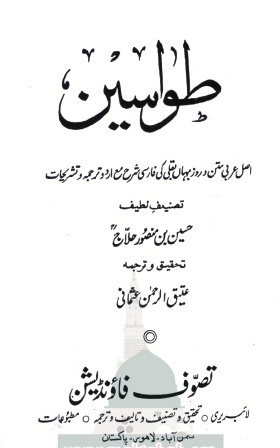 طواسین
اصل عربی متن و روزبہان بقلی کی فارسی شرح مع اردو ترجمہ و تشریحات
تصنیفِ لطیف
حسین بن منصور حلاج ؒ
تحقیق و ترجمہ
عتیق الرحمٰن عثمانی
تصوّف فاؤنڈیشن
لائبریری ○ تحقیق و تصنیف و تالیف و ترجمہ ○ مطبوعات
سمن آباد - لاہور - پاکستان